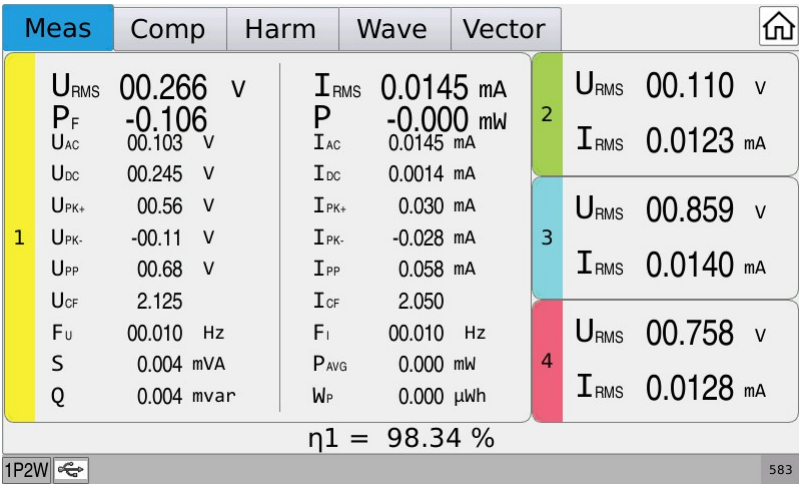 Meas Comp Harm Wave Vector
1
URMS 00.266 V IRMS 0.0145 mA
PF -0.106 P -0.000 mW
UAC 00.103 V IAC 0.0145 mA
UDC 00.245 V IDC 0.0014 mA
UPK+ 00.56 V IPK+ 0.030 mA
UPK- -00.11 V IPK- -0.028 mA
UPP 00.68 V IPP 0.058 mA
UCF 2.125 ICF 2.050
FU 00.010 Hz FI 00.010 Hz
S 0.004 mVA PAVG 0.000 mW
Q 0.004 mvar WP 0.000 µWh
2
URMS 00.110 V
IRMS 0.0123 mA
3
URMS 00.859 V
IRMS 0.0140 mA
4
URMS 00.758 V
IRMS 0.0128 mA
η1 = 98.34 %
1P2W 583